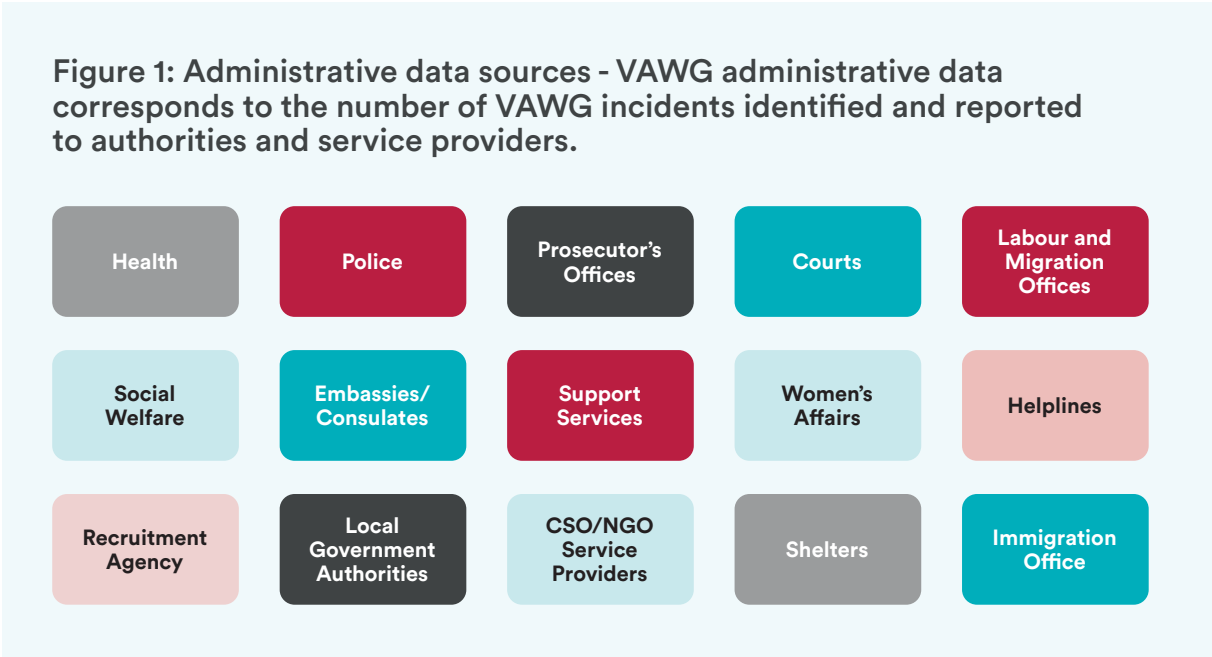 Figure 1: Administrative data sources - VAWG administrative data
corresponds to the number of VAWG incidents identified and reported
to authorities and service providers.
Health
Police
Prosecutor's
Offices
Courts
Labour and
Migration
Offices
Social
Welfare
Embassies/
Consulates
Support
Services
Women's
Affairs
Helplines
Recruitment
Agency
Local
Government
Authorities
CSO/NGO
Service
Providers
Shelters
Immigration
Office